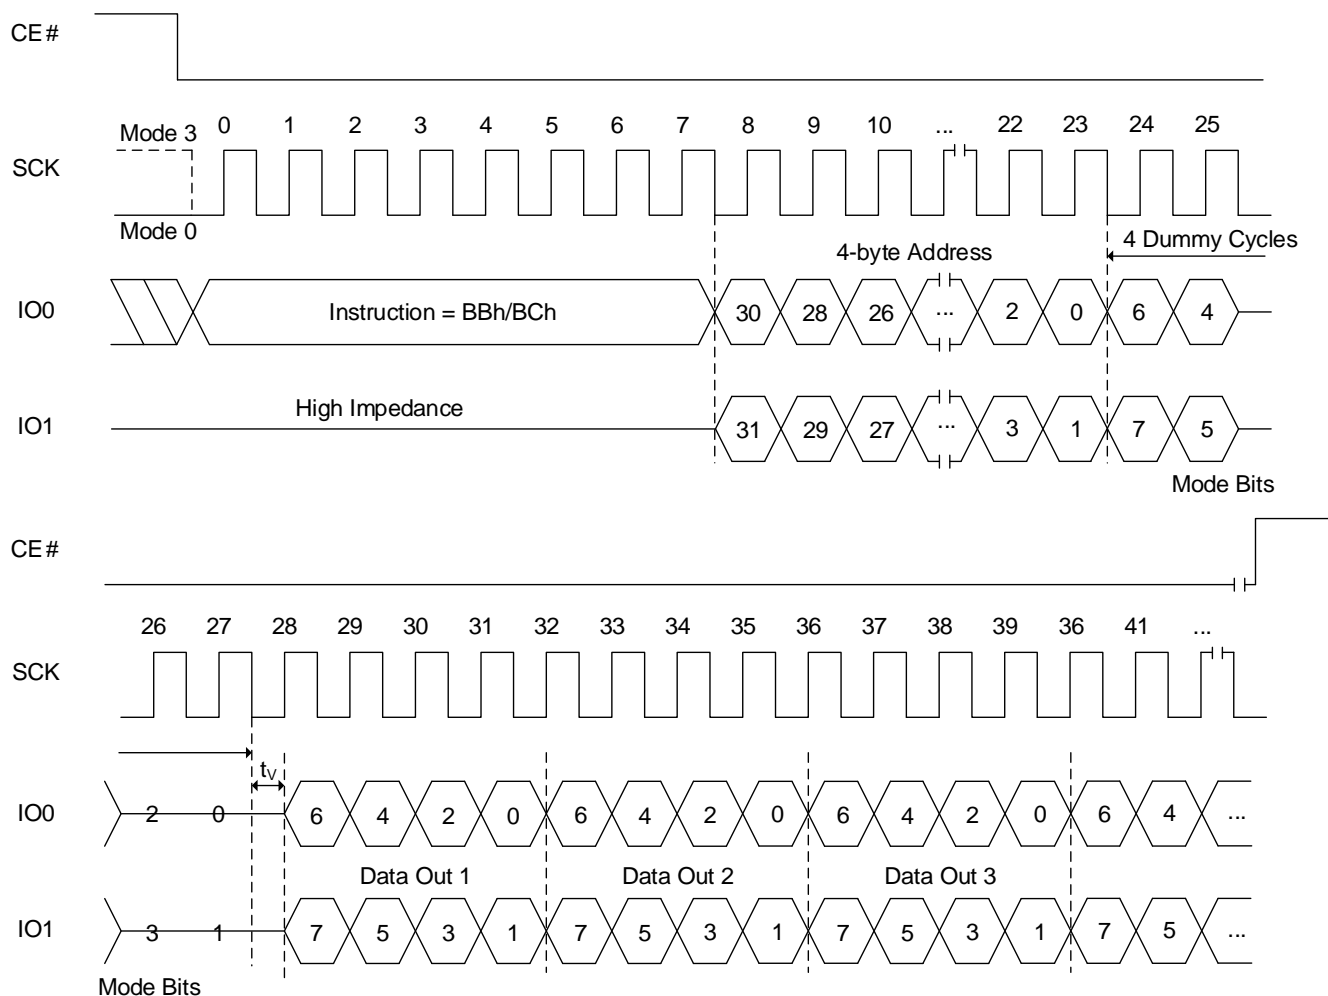 CE#
Mode 3 0 1 2 3 4 5 6 7 8 9 10 ... 22 23 24 25
SCK
Mode 0
4-byte Address
4 Dummy Cycles
IO0 Instruction = BBh/BCh 30 28 26 ... 2 0 6 4
High Impedance
IO1 31 29 27 ... 3 1 7 5
Mode Bits
CE#
26 27 28 29 30 31 32 33 34 35 36 37 38 39 36 41 ...
SCK
tV
IO0 2 0 6 4 2 0 6 4 2 0 6 4 2 0 6 4 ...
Data Out 1 Data Out 2 Data Out 3
IO1 3 1 7 5 3 1 7 5 3 1 7 5 3 1 7 5 ...
Mode Bits